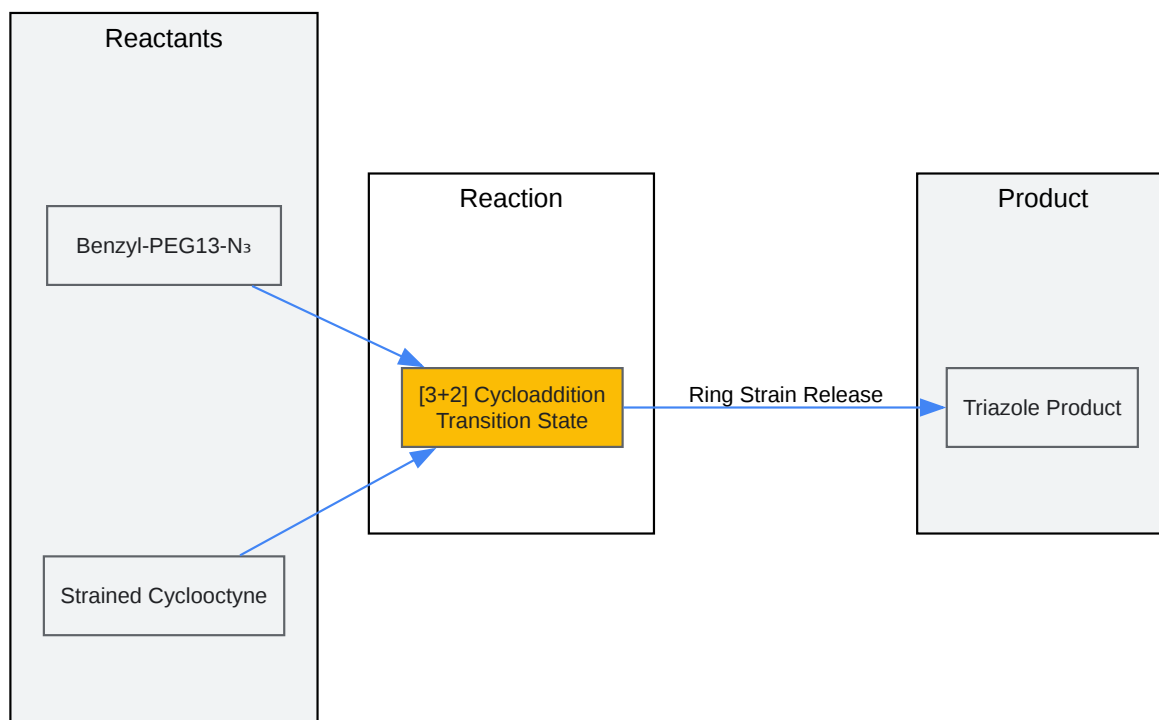 Reactants
Benzyl-PEG13-N₃
Strained Cyclooctyne
Reaction
[3+2] Cycloaddition
Transition State
Ring Strain Release
Product
Triazole Product